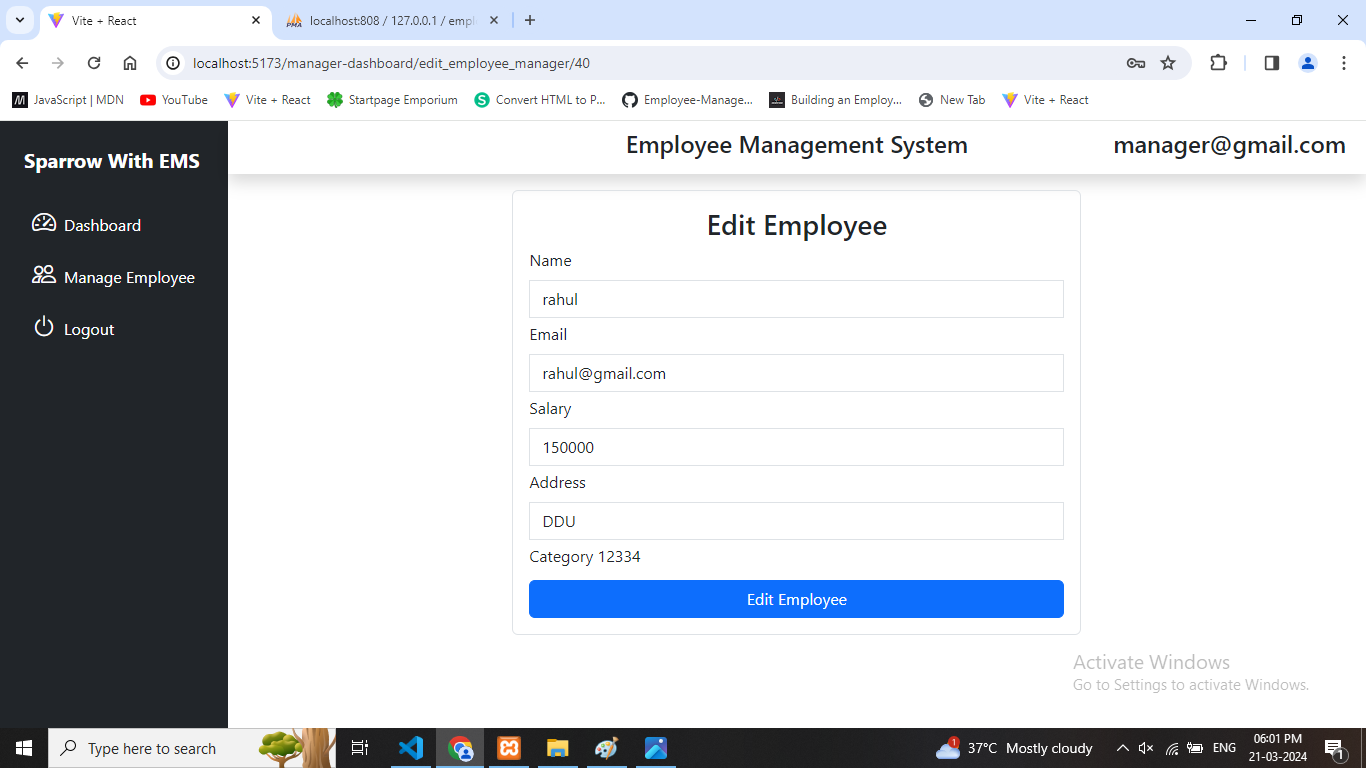 Vite + React
localhost:808 / 127.0.0.1 / empl
localhost:5173/manager-dashboard/edit_employee_manager/40
JavaScript | MDN
YouTube
Vite + React
Startpage Emporium
Convert HTML to P...
Employee-Manage...
Building an Employ...
New Tab
Vite + React
Sparrow With EMS
Employee Management System
manager@gmail.com
Dashboard
Manage Employee
Logout
Edit Employee
Name
rahul
Email
rahul@gmail.com
Salary
150000
Address
DDU
Category 12334
Edit Employee
Activate Windows
Go to Settings to activate Windows.
Type here to search
1
37°C Mostly cloudy
ENG
06:01 PM
21-03-2024
1